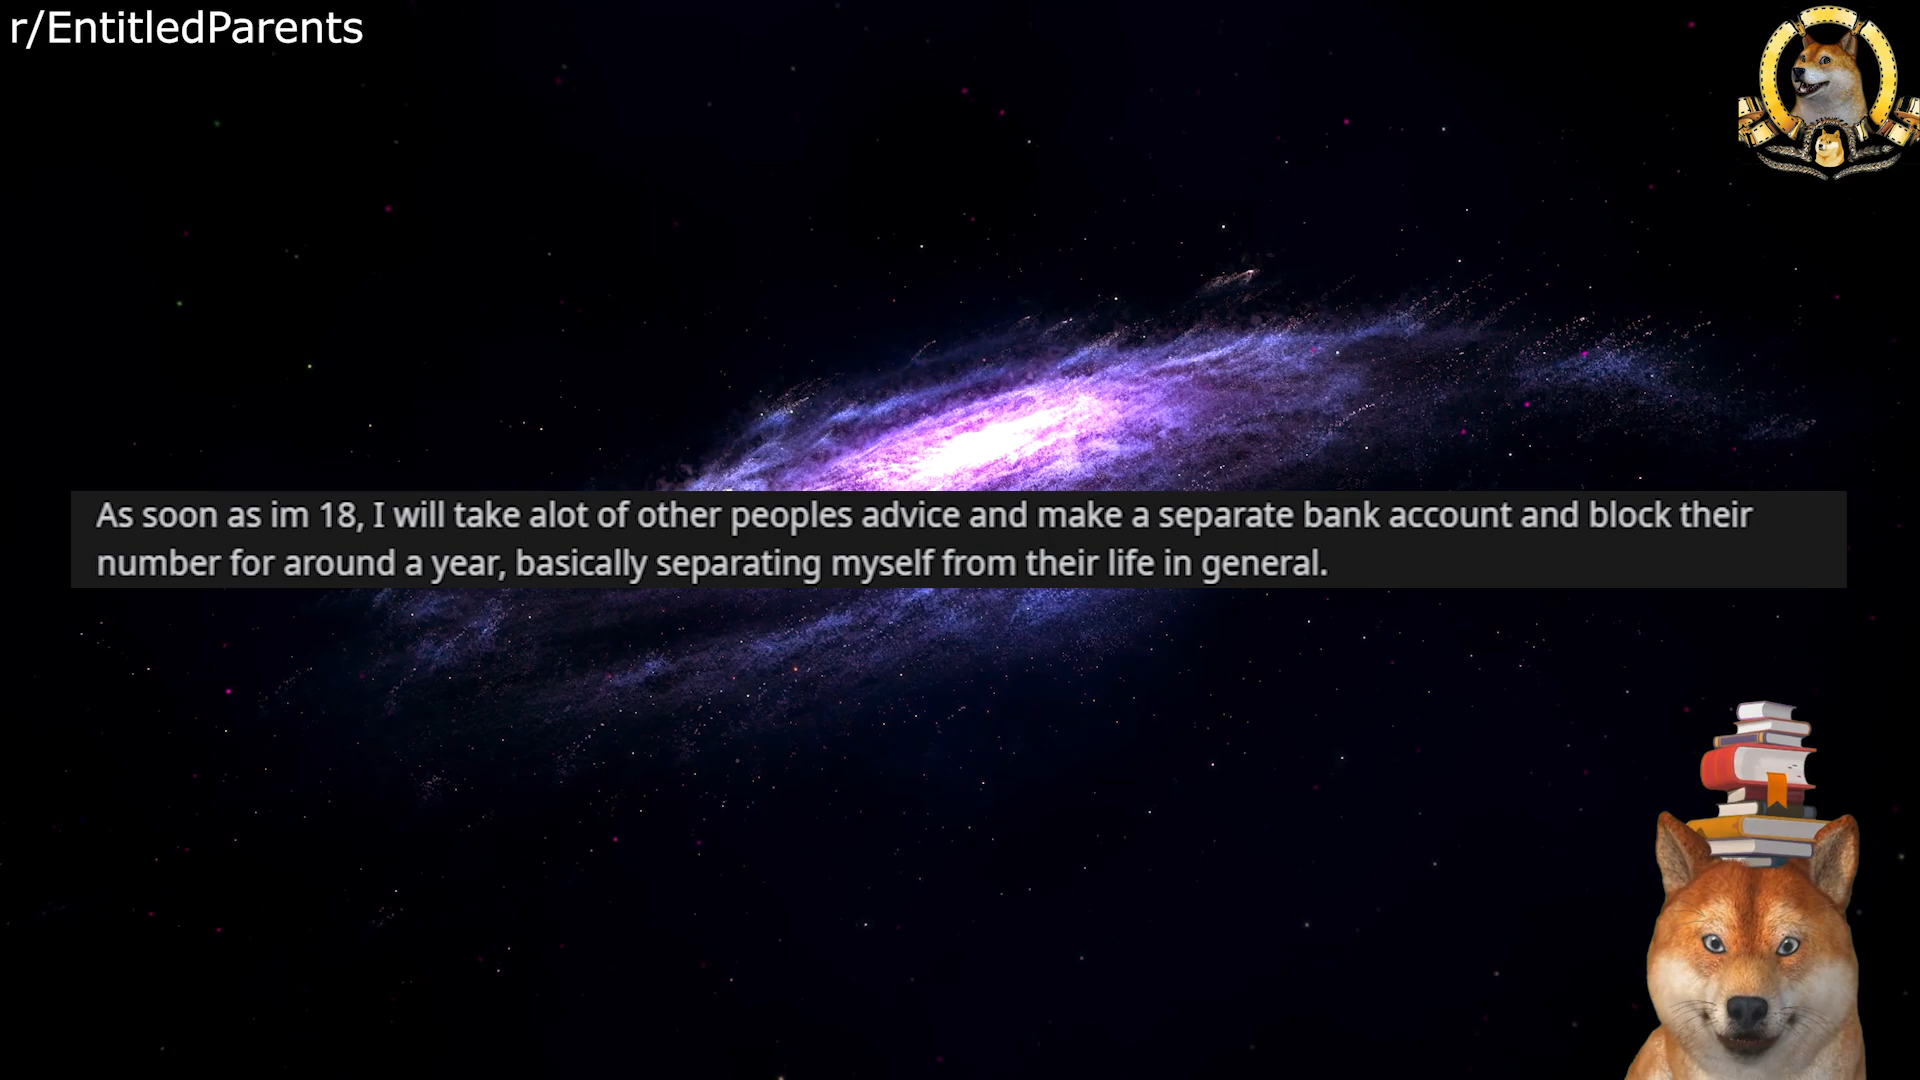 r/EntitledParents
As soon as im 18, I will take alot of other peoples advice and make a separate bank account and block their
number for around a year, basically separating myself from their life in general.